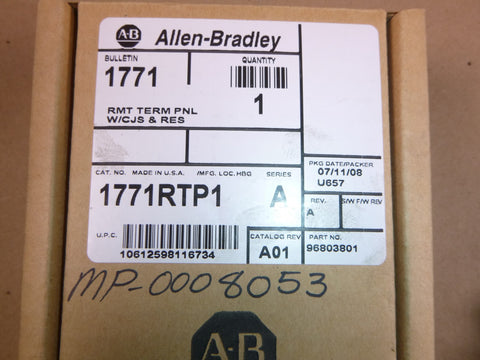 A-B Allen-Bradley
BULLETIN QUANTITY
1771 1
RMT TERM PNL
W/CJS & RES
PKG DATE/PACKER
07/11/08
U657
CAT. NO. MADE IN U.S.A. /MFG. LOC. HBG SERIES
1771RTP1 A
REV. S/W F/W REV
A
U.P.C.
10612598116734
CATALOG REV
A01
PART NO.
96803801
MP-0008053
A-B